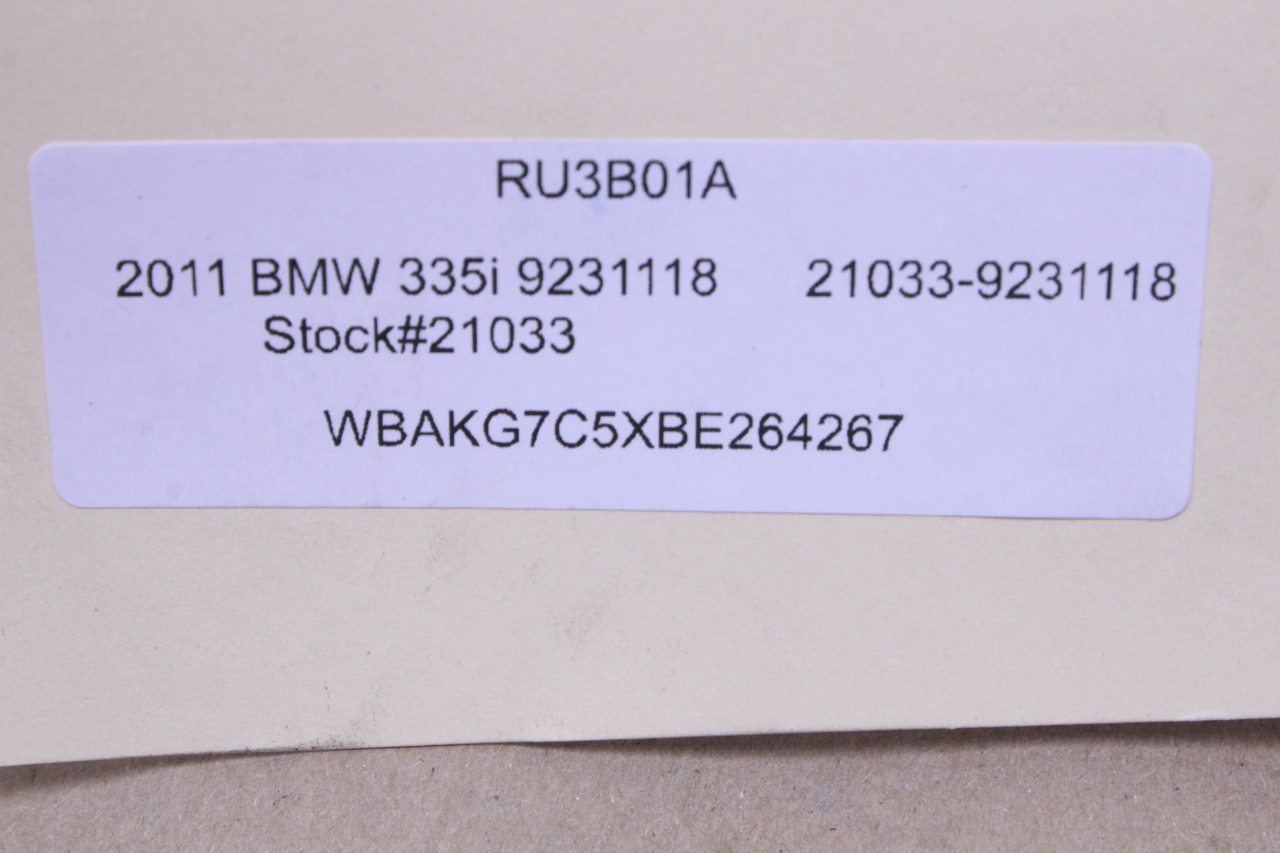 RU3B01A
2011 BMW 335i 9231118 21033-9231118
Stock#21033
WBAKG7C5XBE264267